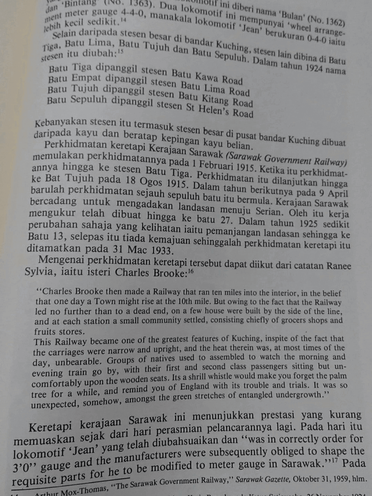 lokomotif ini diberi nama 'Bulan' (No. 1362)
dan 'Bintang' (No. 1363). Dua lokomotif ini mempunyai 'wheel arrange-
ment meter gauge 4-4-0, manakala lokomotif 'Jean' berukuran 0-4-0 iaitu
lebih kecil sedikit.¹⁴
Selain daripada stesen besar di bandar Kuching, stesen lain dibina di Batu
Tiga, Batu Lima, Batu Tujuh dan Batu Sepuluh. Dalam tahun 1924 nama
stesen itu diubah:¹⁵
Batu Tiga dipanggil stesen Batu Kawa Road
Batu Empat dipanggil stesen Batu Lima Road
Batu Tujuh dipanggil stesen Batu Kitang Road
Batu Sepuluh dipanggil stesen St Helen's Road
Kebanyakan stesen itu termasuk stesen besar di pusat bandar Kuching dibuat
daripada kayu dan beratap kepingan kayu belian.
Perkhidmatan keretapi Kerajaan Sarawak (Sarawak Government Railway)
memulakan perkhidmatannya pada 1 Februari 1915. Ketika itu perkhidmat-
annya hingga ke stesen Batu Tiga. Perkhidmatan itu dilanjutkan hingga
ke Bat Tujuh pada 18 Ogos 1915. Dalam tahun berikutnya pada 9 April
barulah perkhidmatan sejauh sepuluh batu itu bermula. Kerajaan Sarawak
bercadang untuk mengadakan landasan menuju Serian. Oleh itu kerja
mengukur telah dibuat hingga ke batu 27. Dalam tahun 1925 sedikit
perubahan sahaja yang kelihatan iaitu pemanjangan landasan sehingga ke
Batu 13, selepas itu tiada kemajuan sehinggalah perkhidmatan keretapi itu
ditamatkan pada 31 Mac 1933.
Mengenai perkhidmatan keretapi tersebut dapat diikut dari catatan Ranee
Sylvia, iaitu isteri Charles Brooke:¹⁶
"Charles Brooke then made a Railway that ran ten miles into the interior, in the belief
that one day a Town might rise at the 10th mile. But owing to the fact that the Railway
led no further than to a dead end, on a few house were built by the side of the line,
and at each station a small community settled, consisting chiefly of grocers shops and
fruits stores.
This Railway became one of the greatest features of Kuching, inspite of the fact that
the carriages were narrow and upright, and the heat therein was, at most times of the
day, unbearable. Groups of natives used to assembled to watch the morning and
evening train go by, with their first and second class passengers sitting but un-
comfortably upon the wooden seats. Its a shrill whistle would make you forget the palm
tree for a while, and remind you of England with its trouble and trials. It was so
unexpected, somehow, amongst the green stretches of entangled undergrowth."
Keretapi kerajaan Sarawak ini menunjukkan prestasi yang kurang
memuaskan sejak dari hari perasmian pelancarannya lagi. Pada hari itu
lokomotif 'Jean' yang telah diubahsuaikan dan "was in correctly order for
3'0'' gauge and the manufacturers were subsequently obliged to shape the
requisite parts for he to be modified to meter gauge in Sarawak."¹⁷ Pada
Arthur Mox-Thomas, "The Sarawak Government Railway," Sarawak Gazette, October 31, 1959, hlm.